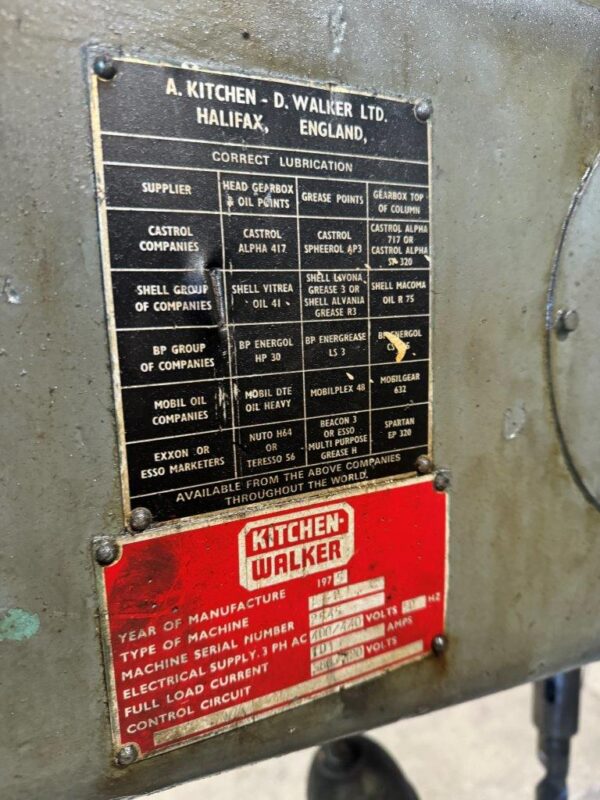 A. KITCHEN - D. WALKER LTD.
HALIFAX, ENGLAND,
CORRECT LUBRICATION
SUPPLIER
HEAD GEARBOX
& OIL POINTS
GREASE POINTS
GEARBOX TOP
OF COLUMN
CASTROL
COMPANIES
CASTROL
ALPHA 417
CASTROL
SPHEEROL AP3
CASTROL ALPHA
717 OR
CASTROL ALPHA
320
SHELL GROUP
OF COMPANIES
SHELL VITREA
OIL 41
SHELL LIVONA
GREASE 3 OR
SHELL ALVANIA
GREASE R3
SHELL MACOMA
OIL R 75
BP GROUP
OF COMPANIES
BP ENERGOL
HP 30
BP ENERGREASE
LS 3
BP ENERGOL
MOBIL OIL
COMPANIES
MOBIL DTE
OIL HEAVY
MOBILPLEX 48
MOBILGEAR
632
EXXON OR
ESSO MARKETERS
NUTO H64
OR
TERESSO 56
BEACON 3
OR ESSO
MULTI PURPOSE
GREASE H
SPARTAN
EP 320
AVAILABLE FROM THE ABOVE COMPANIES
THROUGHOUT THE WORLD.
KITCHEN-
WALKER
YEAR OF MANUFACTURE 197
TYPE OF MACHINE
MACHINE SERIAL NUMBER
ELECTRICAL SUPPLY. 3 PH AC 400/440 VOLTS HZ
FULL LOAD CURRENT AMPS
CONTROL CIRCUIT VOLTS